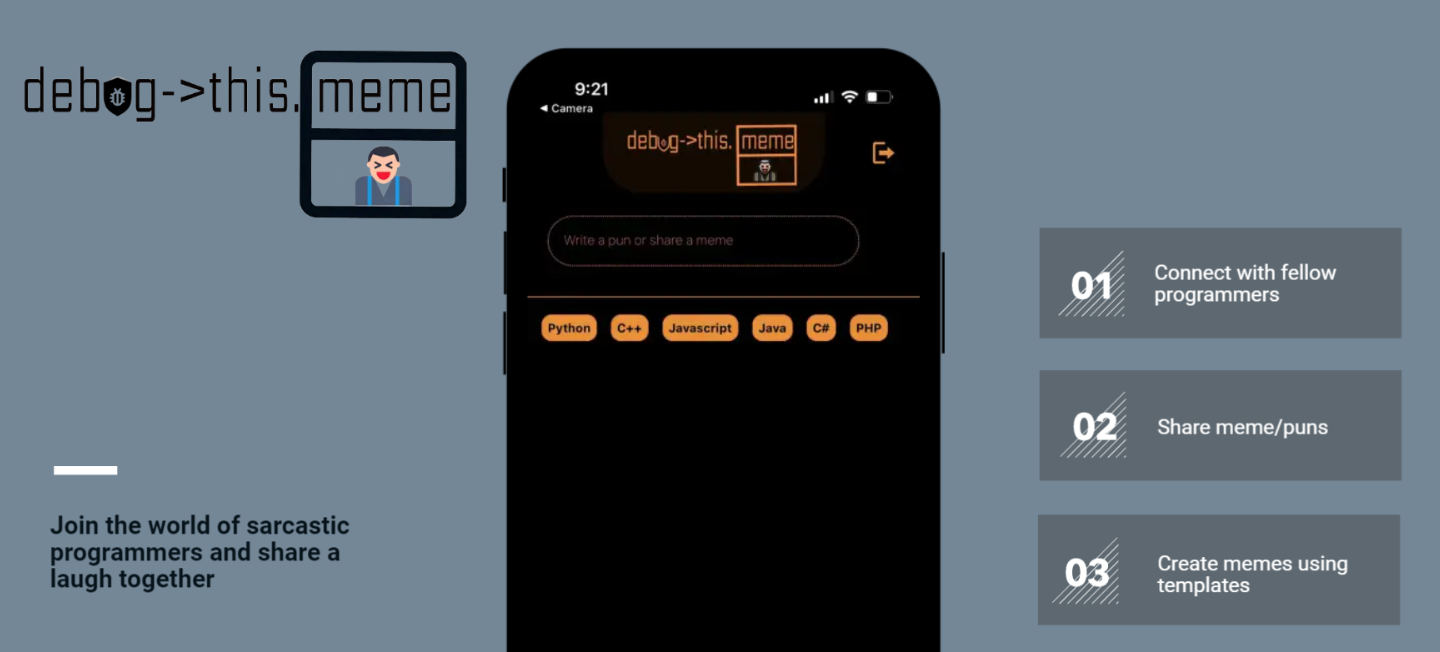 debug->this.meme
Join the world of sarcastic
programmers and share a
laugh together
9:21
Camera
debug->this.meme
Write a pun or share a meme
Python C++ Javascript Java C# PHP
01
Connect with fellow
programmers
02
Share meme/puns
03
Create memes using
templates